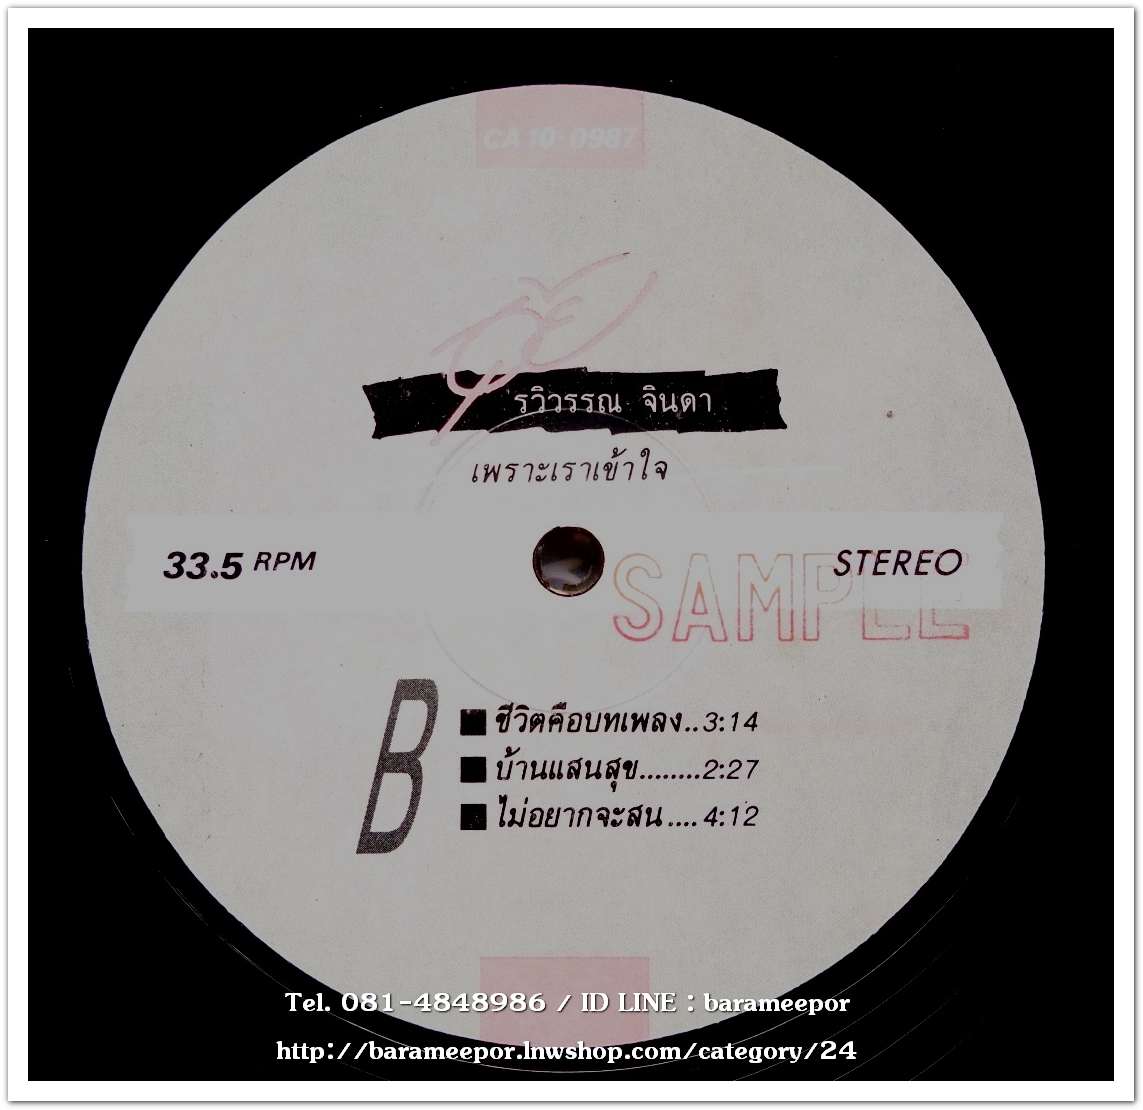 CA 10-0987
รวิวรรณ จินดา
เพราะเราเข้าใจ
33.5 RPM
STEREO
SAMPLE
B
ชีวิตคือบทเพลง..3:14
บ้านแสนสุข........2:27
ไม่อยากจะสน....4:12
Tel. 081-4848986 / ID LINE : barameepor
http://barameepor.lnwshop.com/category/24